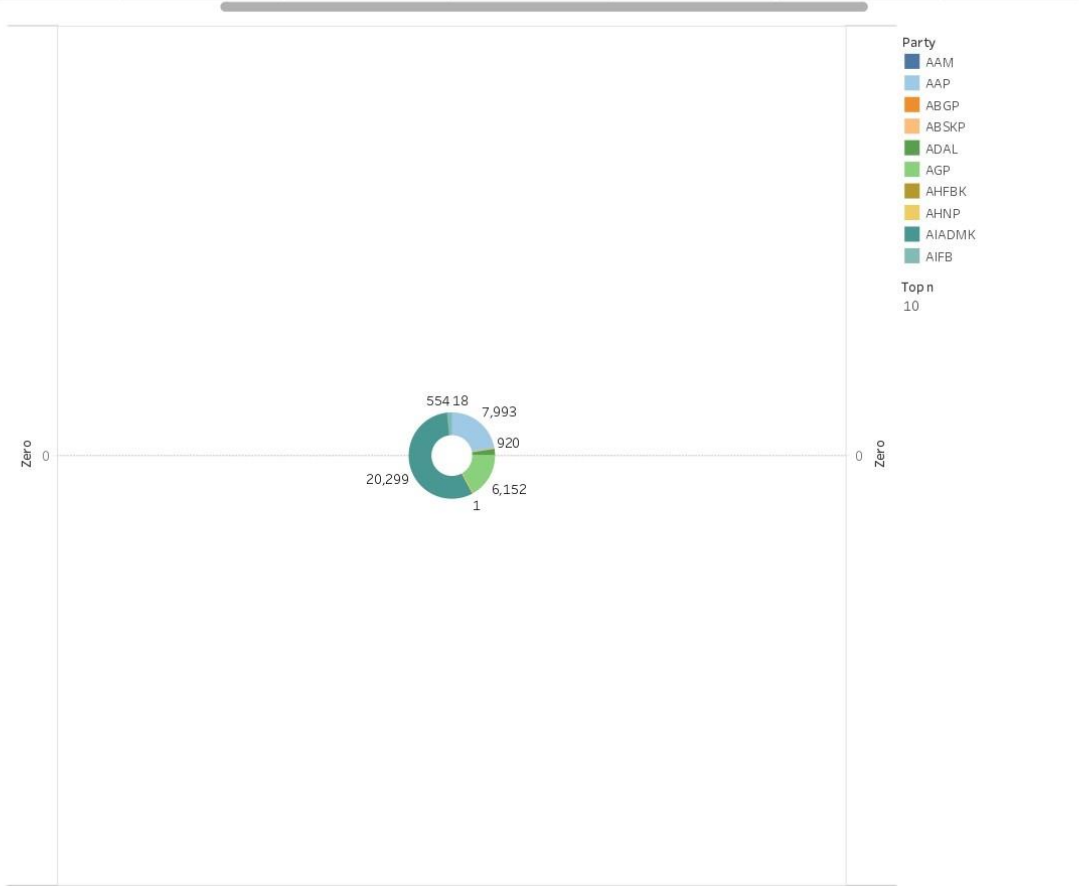 Party
AAM
AAP
ABGP
ABSKP
ADAL
AGP
AHFBK
AHNP
AIADMK
AIFB
Top n
10
554 18
7,993
920
Zero 0
0 Zero
20,299
6,152
1